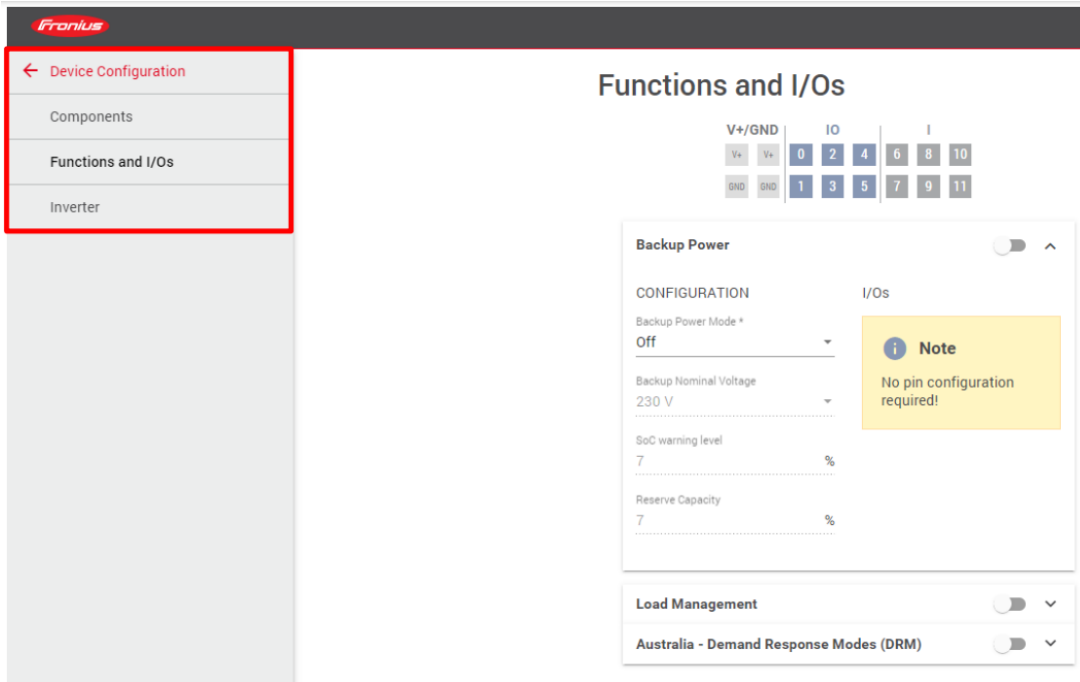 Fronius
Device Configuration
Components
Functions and I/Os
Inverter
Functions and I/Os
V+/GND IO I
V+ V+ 0 2 4 6 8 10
GND GND 1 3 5 7 9 11
Backup Power
CONFIGURATION
Backup Power Mode *
Off
Backup Nominal Voltage
230 V
SoC warning level
7 %
Reserve Capacity
7 %
I/Os
Note
No pin configuration
required!
Load Management
Australia - Demand Response Modes (DRM)